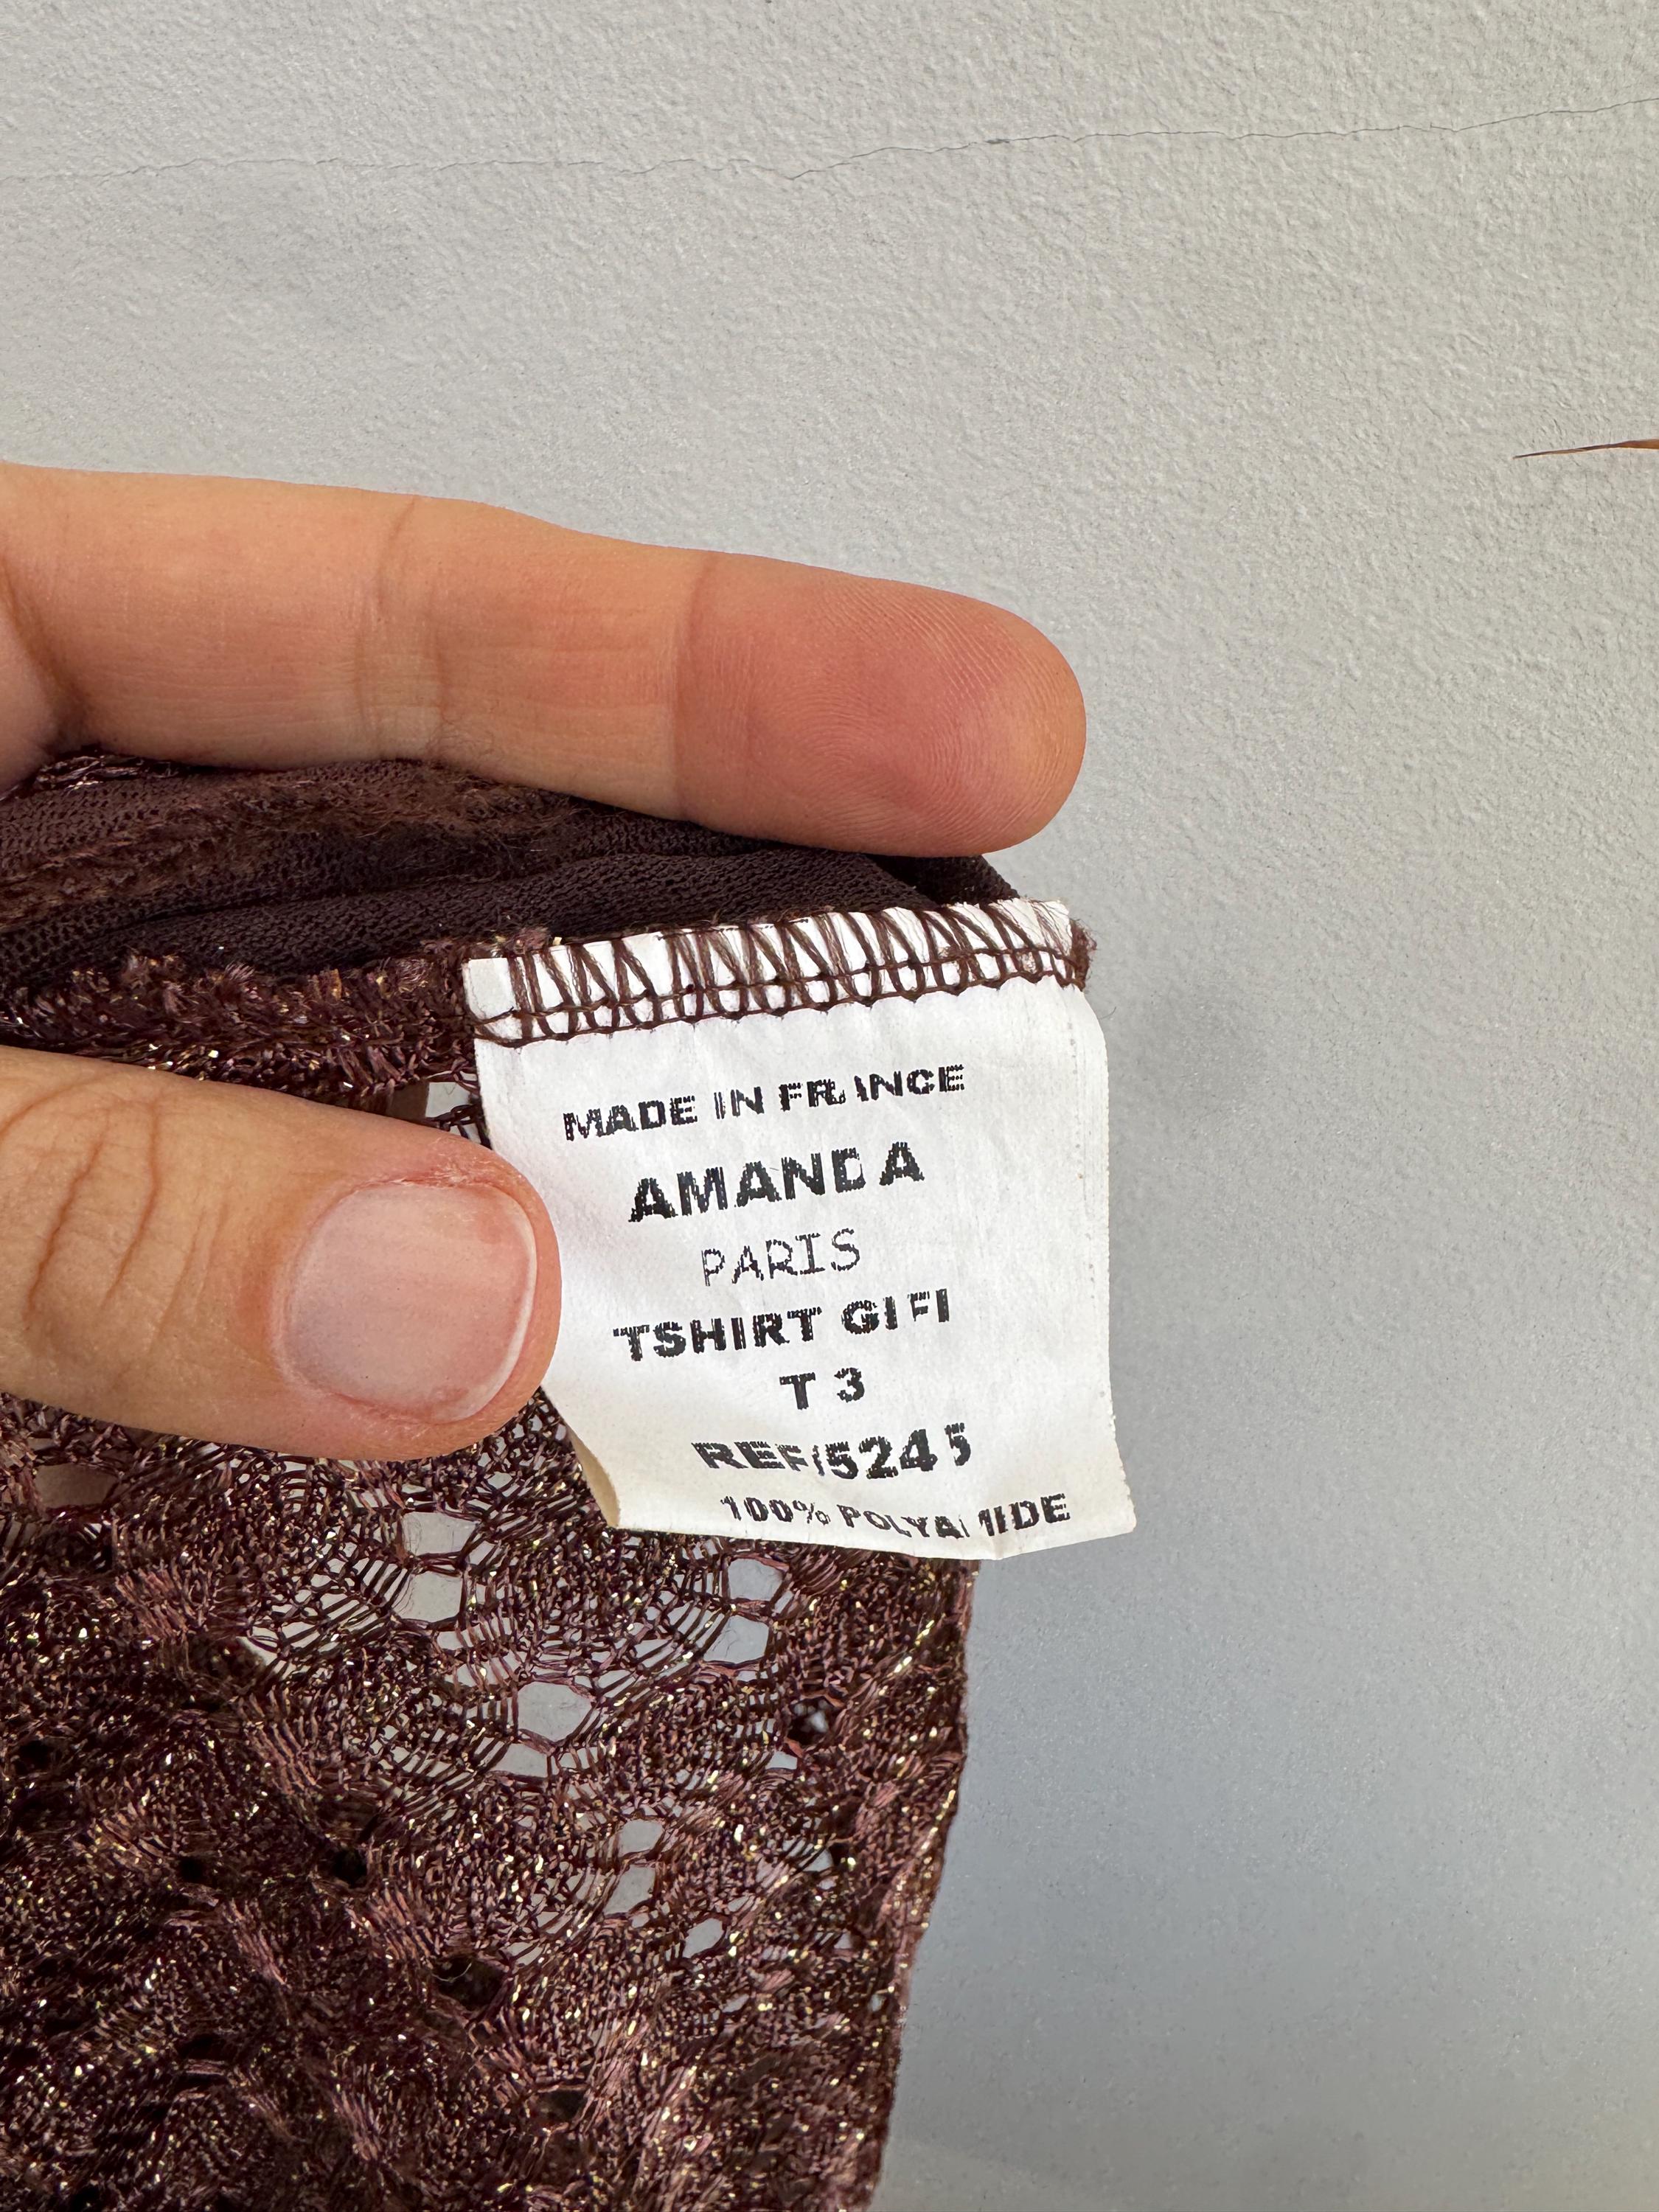 MADE IN FRANCE
AMANDA
PARIS
TSHIRT GIFI
T 3
REF/5245
100% POLYAMIDE